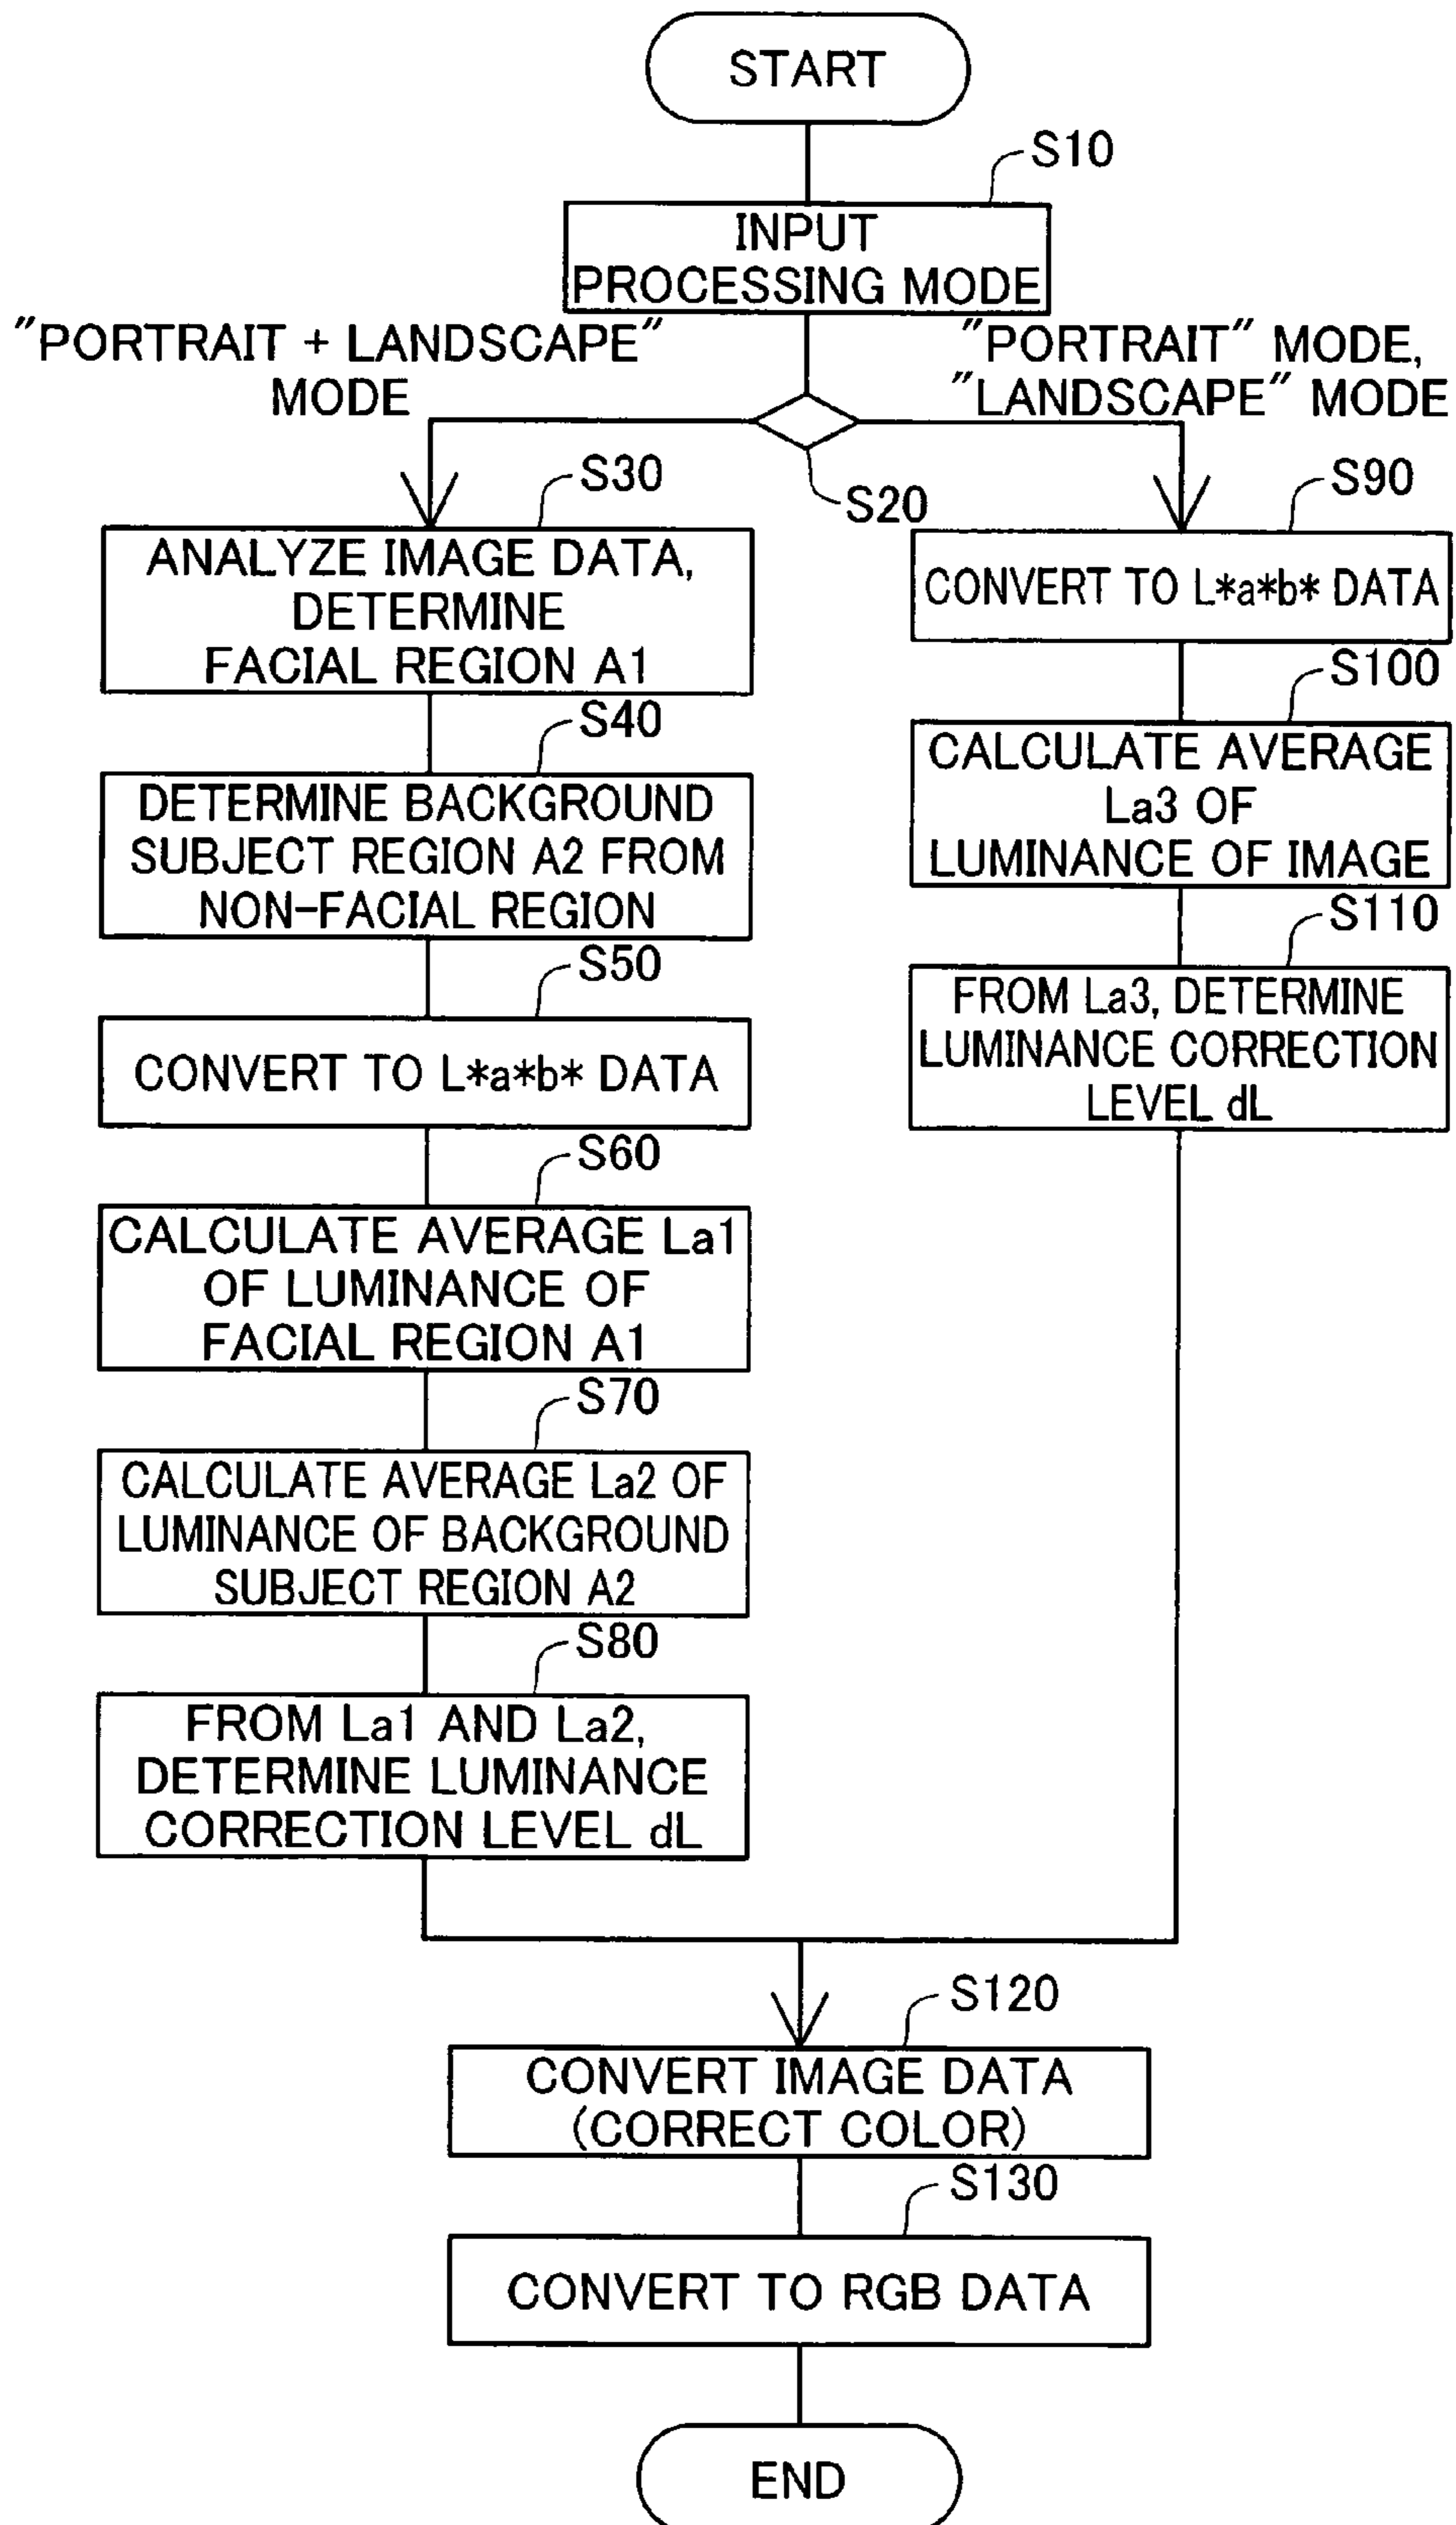 START
S10
INPUT
PROCESSING MODE
"PORTRAIT + LANDSCAPE"
MODE
"PORTRAIT" MODE,
"LANDSCAPE" MODE
S20
S30
ANALYZE IMAGE DATA,
DETERMINE
FACIAL REGION A1
S40
DETERMINE BACKGROUND
SUBJECT REGION A2 FROM
NON-FACIAL REGION
S50
CONVERT TO L*a*b* DATA
S60
CALCULATE AVERAGE La1
OF LUMINANCE OF
FACIAL REGION A1
S70
CALCULATE AVERAGE La2 OF
LUMINANCE OF BACKGROUND
SUBJECT REGION A2
S80
FROM La1 AND La2,
DETERMINE LUMINANCE
CORRECTION LEVEL dL
S90
CONVERT TO L*a*b* DATA
S100
CALCULATE AVERAGE
La3 OF
LUMINANCE OF IMAGE
S110
FROM La3, DETERMINE
LUMINANCE CORRECTION
LEVEL dL
S120
CONVERT IMAGE DATA
(CORRECT COLOR)
S130
CONVERT TO RGB DATA
END